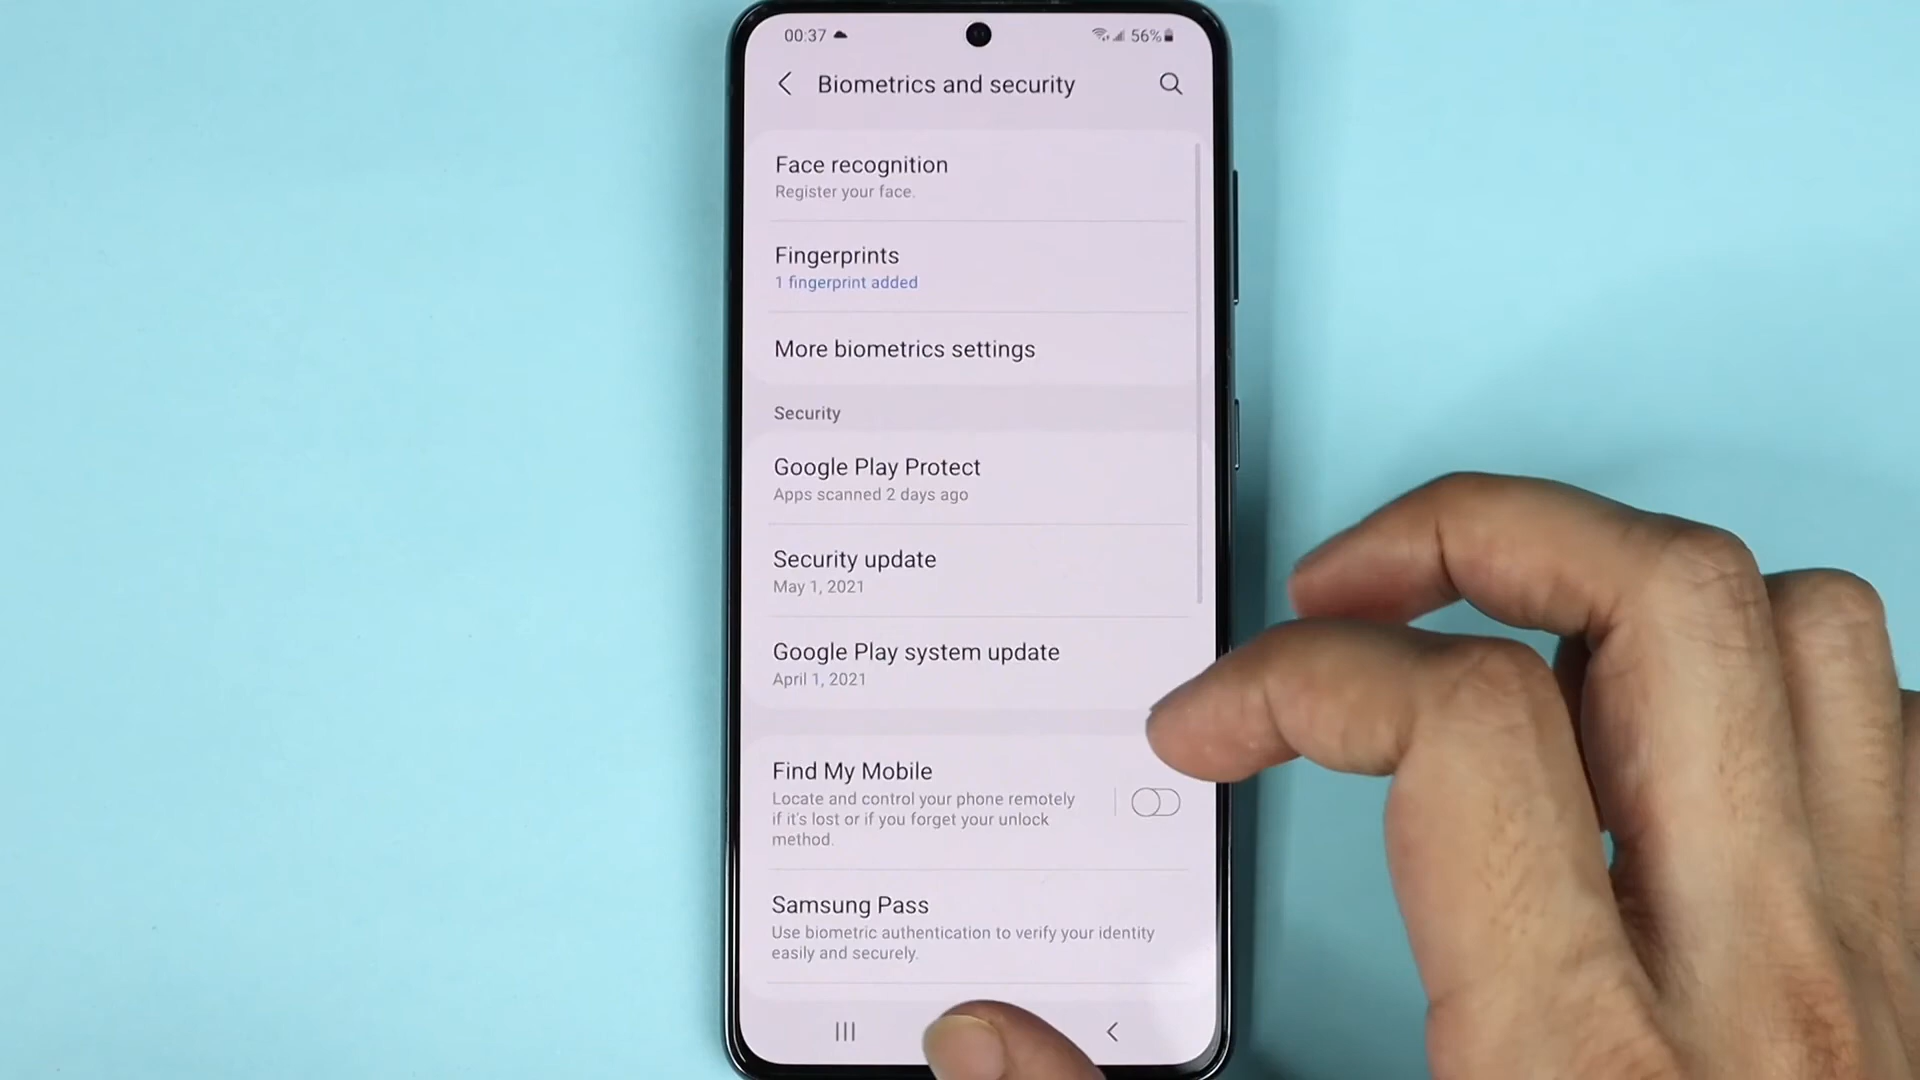 00:37
56%
Biometrics and security
Face recognition
Register your face.
Fingerprints
1 fingerprint added
More biometrics settings
Security
Google Play Protect
Apps scanned 2 days ago
Security update
May 1, 2021
Google Play system update
April 1, 2021
Find My Mobile
Locate and control your phone remotely
if it's lost or if you forget your unlock
method.
Samsung Pass
Use biometric authentication to verify your identity
easily and securely.